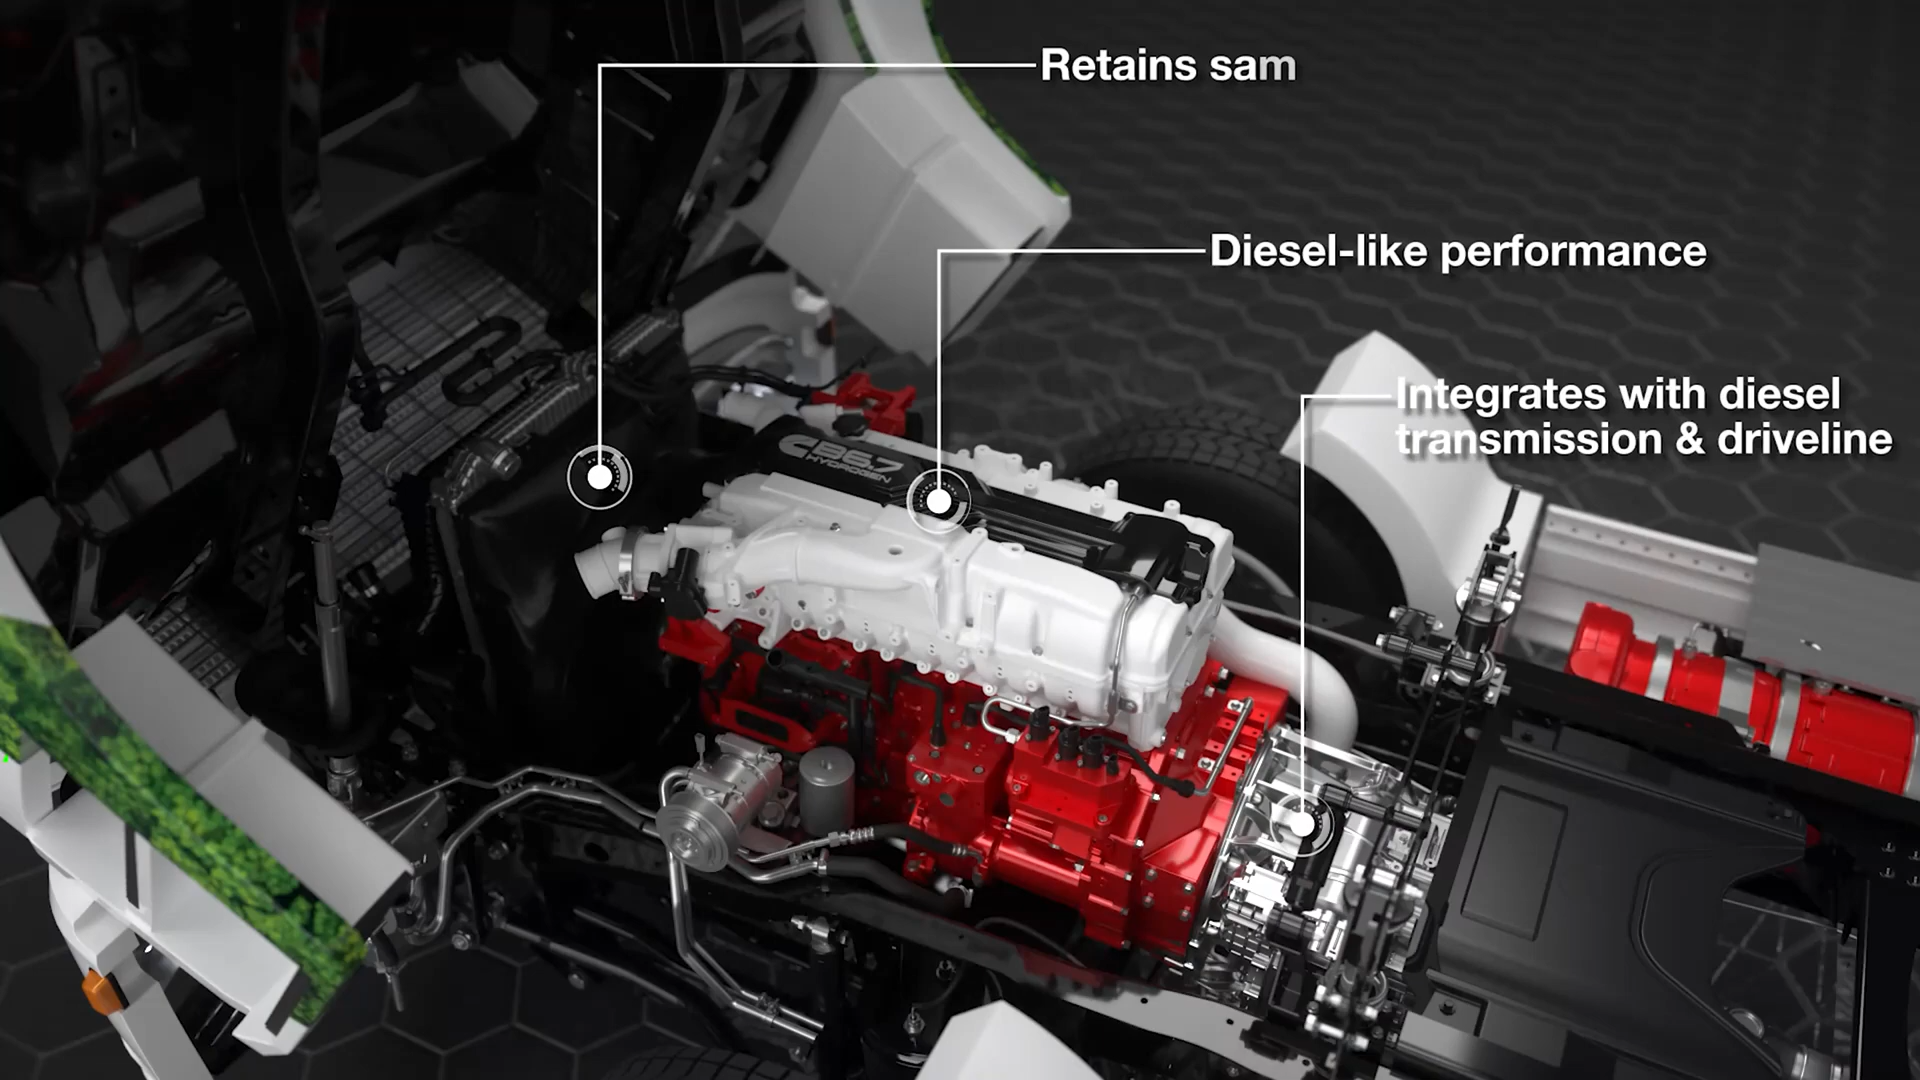 Retains sam
Diesel-like performance
Integrates with diesel
transmission & driveline
B6.7
HYDROGEN